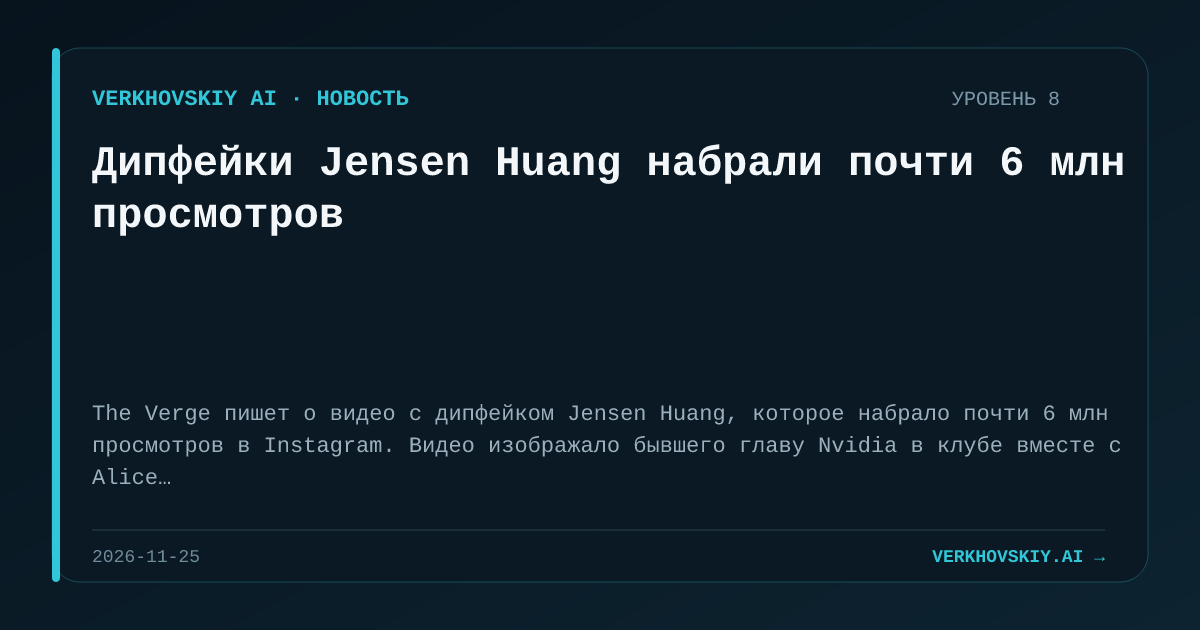 VERKHOVSKIY AI · НОВОСТЬ
УРОВЕНЬ 8
Дипфейки Jensen Huang набрали почти 6 млн
просмотров
The Verge пишет о видео с дипфейком Jensen Huang, которое набрало почти 6 млн
просмотров в Instagram. Видео изображало бывшего главу Nvidia в клубе вместе с
Alice…
2026-11-25
VERKHOVSKIY.AI →